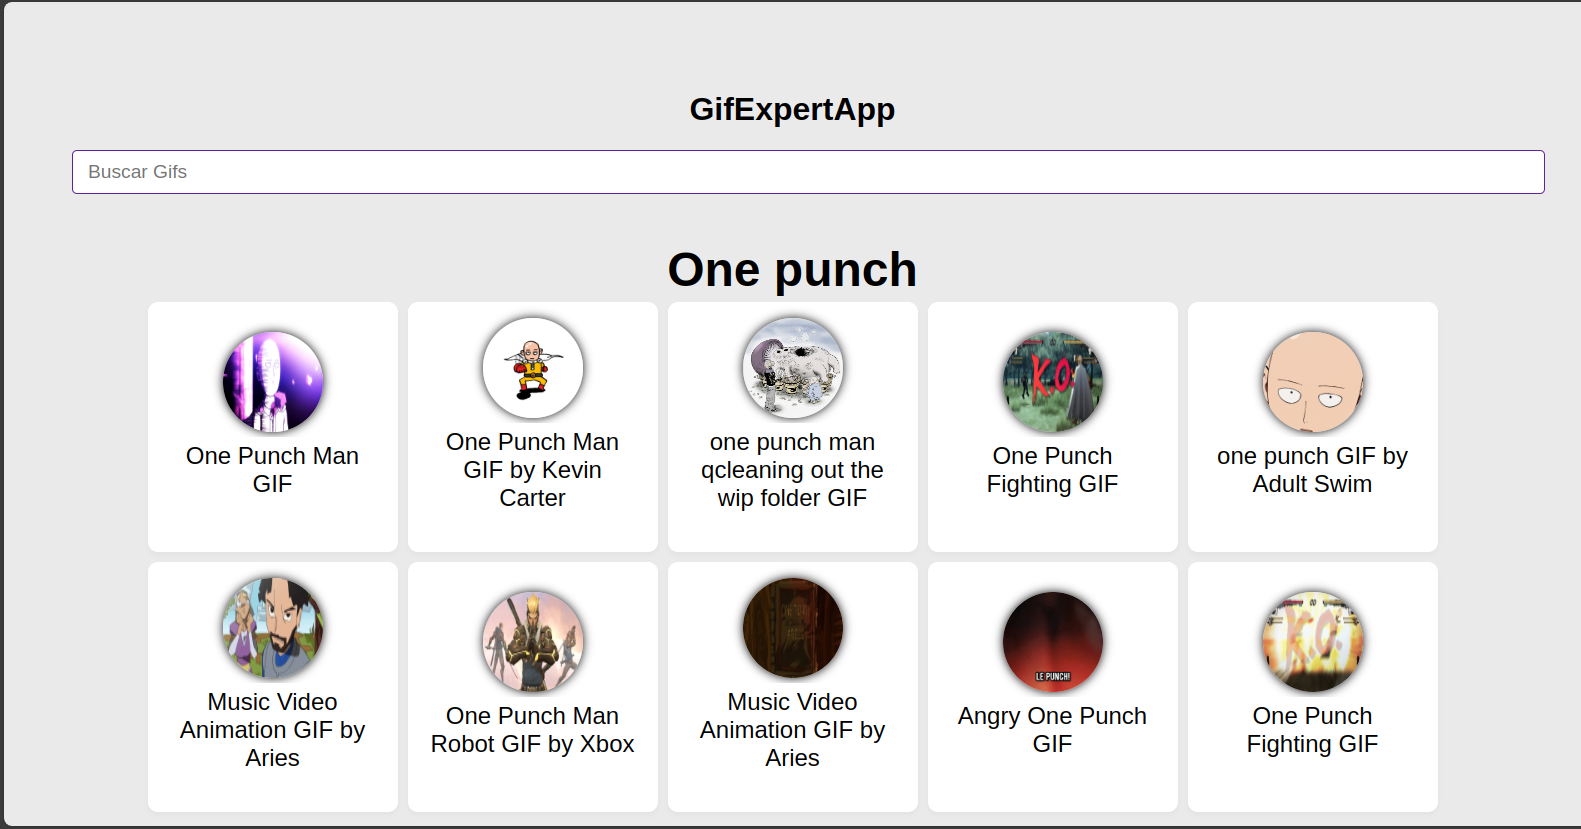 GifExpertApp
Buscar Gifs
One punch
One Punch Man
GIF
One Punch Man
GIF by Kevin
Carter
one punch man
qcleaning out the
wip folder GIF
K.O.
One Punch
Fighting GIF
one punch GIF by
Adult Swim
Music Video
Animation GIF by
Aries
One Punch Man
Robot GIF by Xbox
Music Video
Animation GIF by
Aries
LE PUNCH!
Angry One Punch
GIF
K.O.
One Punch
Fighting GIF